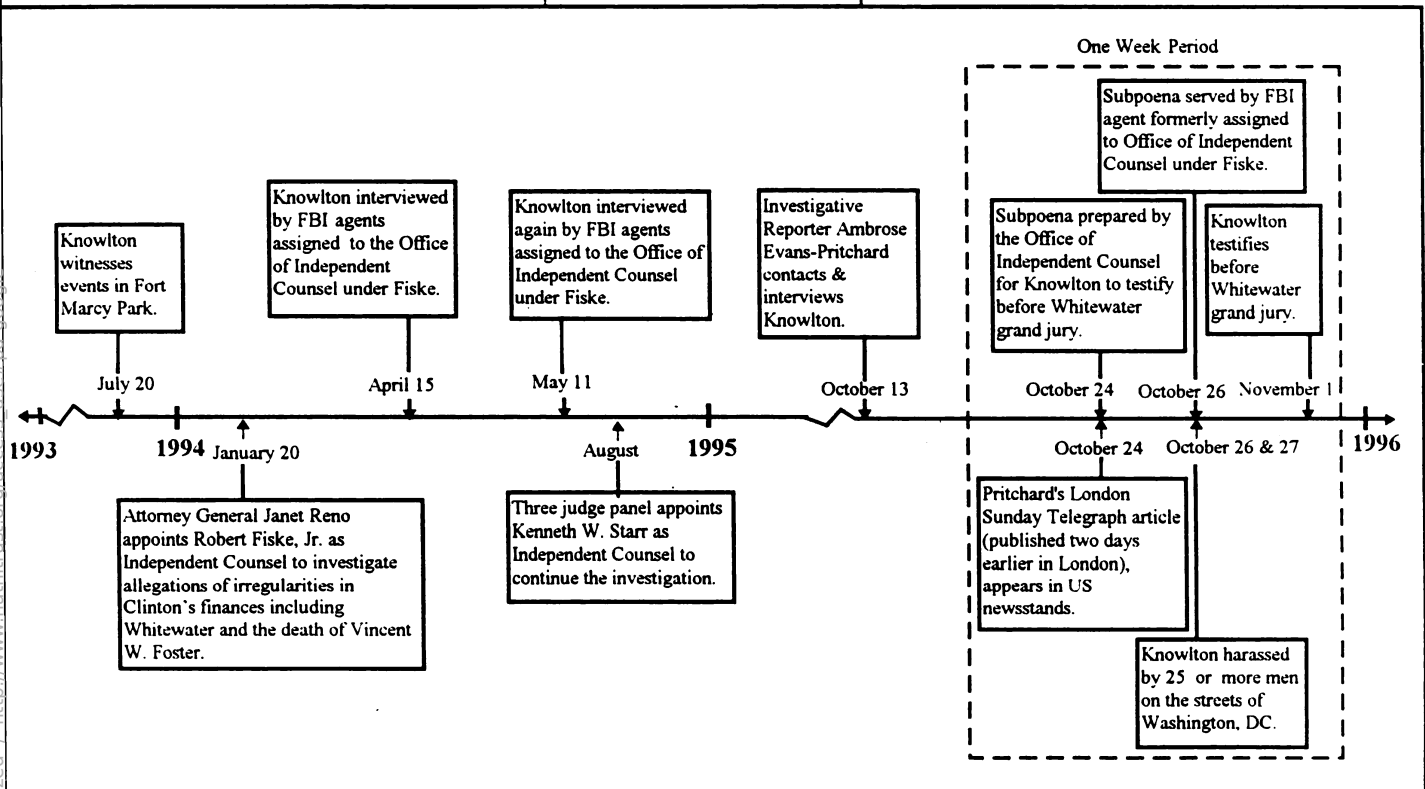 One Week Period
Subpoena served by FBI
agent formerly assigned
to Office of Independent
Counsel under Fiske.
Knowlton interviewed
by FBI agents
assigned to the Office
of Independent
Counsel under Fiske.
Knowlton interviewed
again by FBI agents
assigned to the Office of
Independent Counsel
under Fiske.
Investigative
Reporter Ambrose
Evans-Pritchard
contacts &
interviews
Knowlton.
Subpoena prepared by
the Office of
Independent Counsel
for Knowlton to testify
before Whitewater
grand jury.
Knowlton
testifies
before
Whitewater
grand jury.
Knowlton
witnesses
events in Fort
Marcy Park.
July 20
April 15
May 11
October 13
October 24
October 26
November 1
1993
1994
January 20
August
1995
October 24
October 26 & 27
1996
Attorney General Janet Reno
appoints Robert Fiske, Jr. as
Independent Counsel to investigate
allegations of irregularities in
Clinton's finances including
Whitewater and the death of Vincent
W. Foster.
Three judge panel appoints
Kenneth W. Starr as
Independent Counsel to
continue the investigation.
Pritchard's London
Sunday Telegraph article
(published two days
earlier in London),
appears in US
newsstands.
Knowlton harassed
by 25 or more men
on the streets of
Washington, DC.